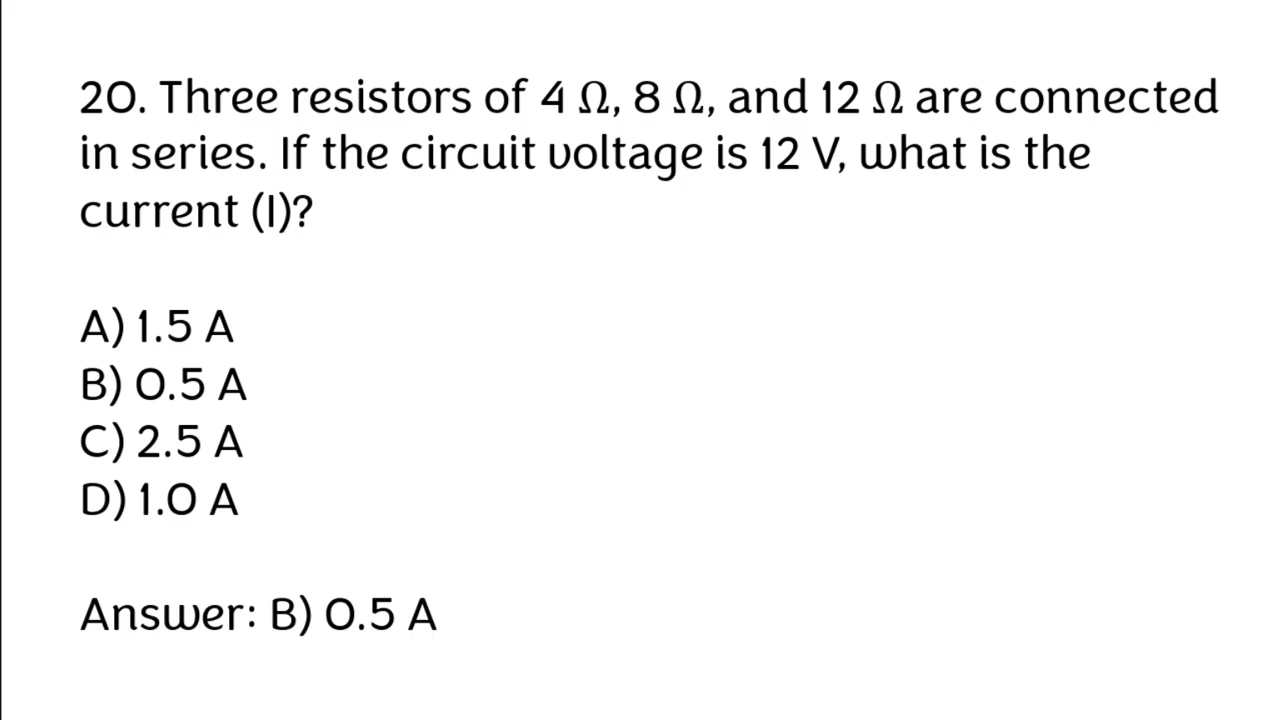 20. Three resistors of 4 Ω, 8 Ω, and 12 Ω are connected
in series. If the circuit voltage is 12 V, what is the
current (I)?
A) 1.5 A
B) 0.5 A
C) 2.5 A
D) 1.0 A
Answer: B) 0.5 A